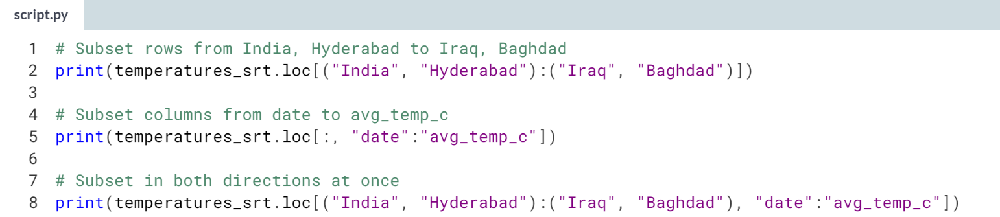 script.py
1 # Subset rows from India, Hyderabad to Iraq, Baghdad
2 print(temperatures_srt.loc[("India", "Hyderabad"):("Iraq", "Baghdad")])
3
4 # Subset columns from date to avg_temp_c
5 print(temperatures_srt.loc[:, "date":"avg_temp_c"])
6
7 # Subset in both directions at once
8 print(temperatures_srt.loc[("India", "Hyderabad"):("Iraq", "Baghdad"), "date":"avg_temp_c"])